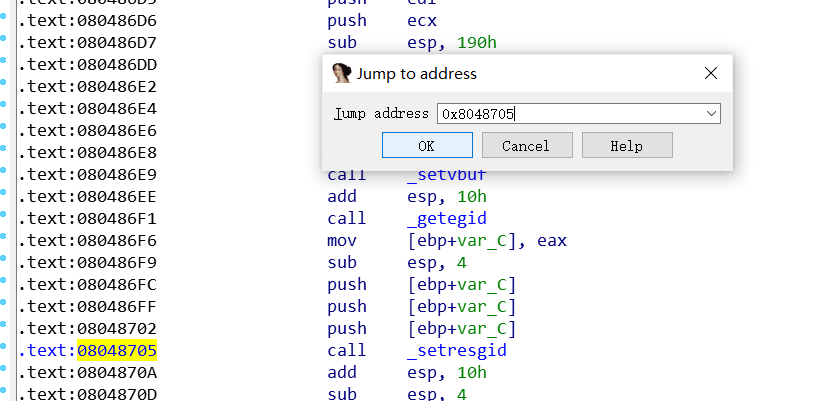 .text:080486D5 push edi
.text:080486D6 push ecx
.text:080486D7 sub esp, 190h
.text:080486DD
.text:080486E2
.text:080486E4
.text:080486E6
.text:080486E8
.text:080486E9 call _setvbuf
.text:080486EE add esp, 10h
.text:080486F1 call _getegid
.text:080486F6 mov [ebp+var_C], eax
.text:080486F9 sub esp, 4
.text:080486FC push [ebp+var_C]
.text:080486FF push [ebp+var_C]
.text:08048702 push [ebp+var_C]
.text:08048705 call _setresgid
.text:0804870A add esp, 10h
.text:0804870D sub esp, 4
Jump to address
Jump address 0x8048705
OK Cancel Help